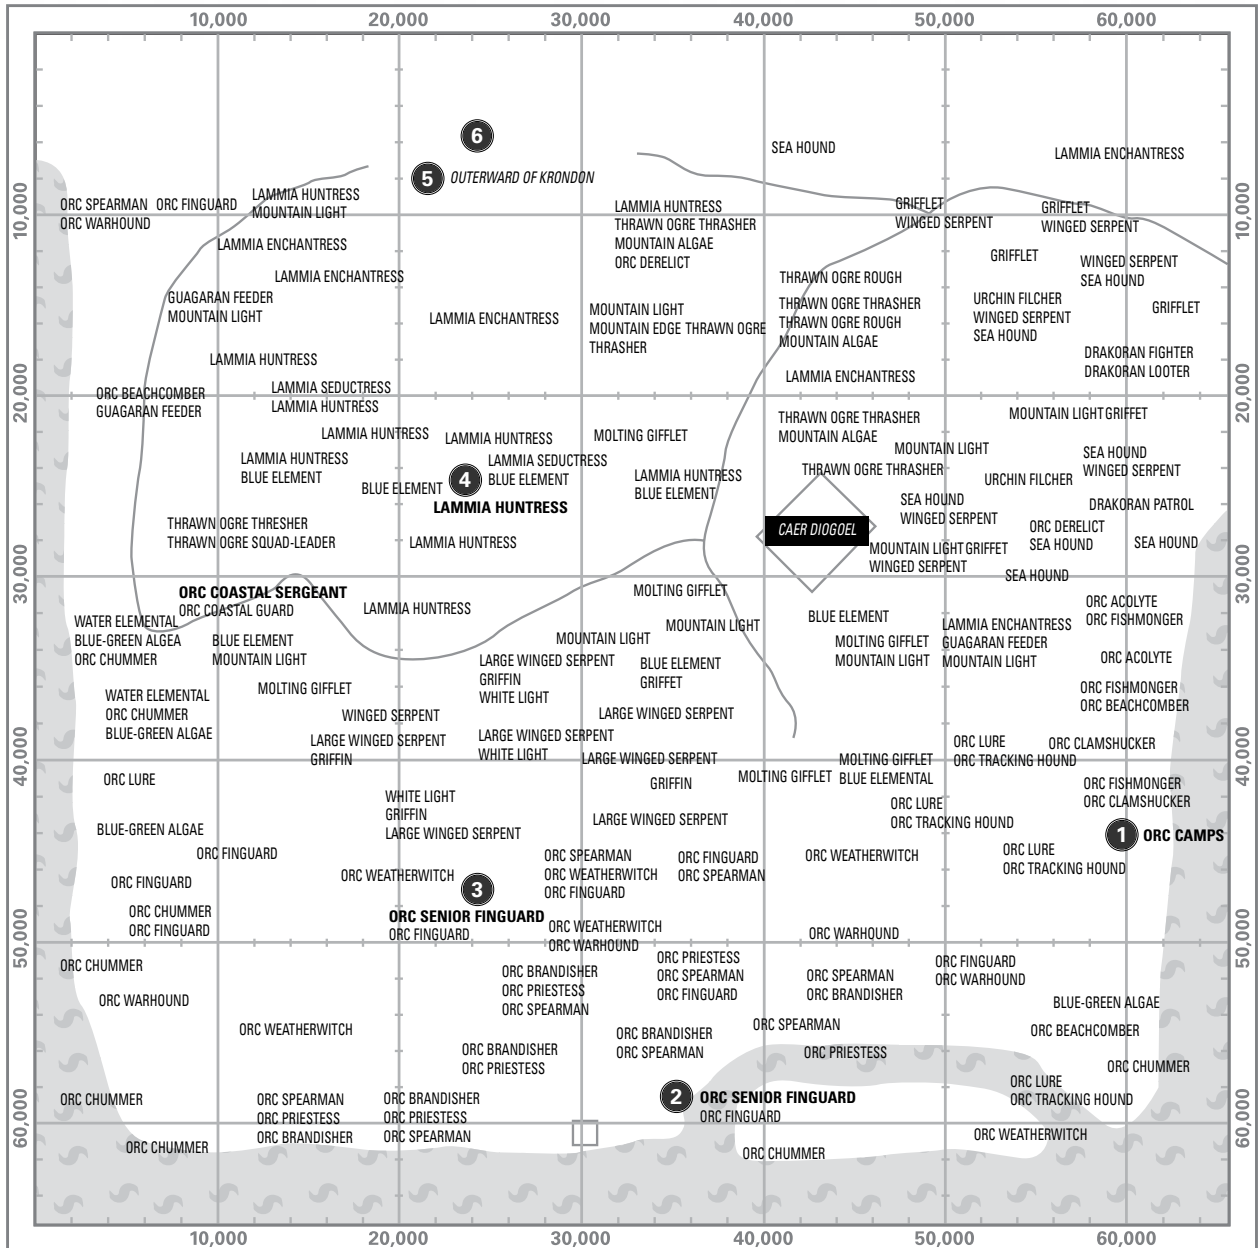 10,000 20,000 30,000 40,000 50,000 60,000
6
SEA HOUND
LAMMIA ENCHANTRESS
5 OUTERWARD OF KRONDON
ORC SPEARMAN ORC FINGUARD
ORC WARHOUND
LAMMIA HUNTRESS
MOUNTAIN LIGHT
LAMMIA HUNTRESS
THRAWN OGRE THRASHER
MOUNTAIN ALGAE
ORC DERELICT
GRIFFLET
WINGED SERPENT
GRIFFLET
WINGED SERPENT
10,000
10,000
LAMMIA ENCHANTRESS
GRIFFLET
WINGED SERPENT
SEA HOUND
LAMMIA ENCHANTRESS
THRAWN OGRE ROUGH
GUAGARAN FEEDER
MOUNTAIN LIGHT
LAMMIA ENCHANTRESS
MOUNTAIN LIGHT
MOUNTAIN EDGE THRAWN OGRE
THRASHER
THRAWN OGRE THRASHER
THRAWN OGRE ROUGH
MOUNTAIN ALGAE
URCHIN FILCHER
WINGED SERPENT
SEA HOUND
GRIFFLET
LAMMIA HUNTRESS
DRAKORAN FIGHTER
DRAKORAN LOOTER
LAMMIA ENCHANTRESS
ORC BEACHCOMBER
GUAGARAN FEEDER
LAMMIA SEDUCTRESS
LAMMIA HUNTRESS
20,000
20,000
THRAWN OGRE THRASHER
MOUNTAIN ALGAE
MOUNTAIN LIGHT GRIFFET
LAMMIA HUNTRESS
LAMMIA HUNTRESS
MOLTING GIFFLET
MOUNTAIN LIGHT
SEA HOUND
WINGED SERPENT
LAMMIA HUNTRESS
BLUE ELEMENT
BLUE ELEMENT
4
LAMMIA HUNTRESS
LAMMIA SEDUCTRESS
BLUE ELEMENT
LAMMIA HUNTRESS
BLUE ELEMENT
THRAWN OGRE THRASHER
URCHIN FILCHER
SEA HOUND
WINGED SERPENT
DRAKORAN PATROL
THRAWN OGRE THRESHER
THRAWN OGRE SQUAD-LEADER
LAMMIA HUNTRESS
CAER DIOGOEL
ORC DERELICT
SEA HOUND
SEA HOUND
MOUNTAIN LIGHT GRIFFET
WINGED SERPENT
SEA HOUND
30,000
30,000
ORC COASTAL SERGEANT
ORC COASTAL GUARD
LAMMIA HUNTRESS
MOLTING GIFFLET
ORC ACOLYTE
ORC FISHMONGER
WATER ELEMENTAL
BLUE-GREEN ALGEA
ORC CHUMMER
BLUE ELEMENT
MOUNTAIN LIGHT
MOUNTAIN LIGHT
MOUNTAIN LIGHT
BLUE ELEMENT
MOLTING GIFFLET
MOUNTAIN LIGHT
LAMMIA ENCHANTRESS
GUAGARAN FEEDER
MOUNTAIN LIGHT
ORC ACOLYTE
LARGE WINGED SERPENT
GRIFFIN
WHITE LIGHT
BLUE ELEMENT
GRIFFET
WATER ELEMENTAL
ORC CHUMMER
BLUE-GREEN ALGAE
MOLTING GIFFLET
ORC FISHMONGER
ORC BEACHCOMBER
WINGED SERPENT
LARGE WINGED SERPENT
LARGE WINGED SERPENT
GRIFFIN
LARGE WINGED SERPENT
WHITE LIGHT
LARGE WINGED SERPENT
MOLTING GIFFLET
BLUE ELEMENTAL
ORC LURE
ORC TRACKING HOUND
ORC CLAMSHUCKER
40,000
40,000
ORC LURE
GRIFFIN
MOLTING GIFFLET
ORC FISHMONGER
ORC CLAMSHUCKER
WHITE LIGHT
GRIFFIN
LARGE WINGED SERPENT
LARGE WINGED SERPENT
ORC LURE
ORC TRACKING HOUND
1 ORC CAMPS
BLUE-GREEN ALGAE
ORC FINGUARD
ORC SPEARMAN
ORC WEATHERWITCH
ORC FINGUARD
ORC FINGUARD
ORC SPEARMAN
ORC WEATHERWITCH
ORC LURE
ORC TRACKING HOUND
ORC FINGUARD
ORC WEATHERWITCH
3
ORC SENIOR FINGUARD
ORC FINGUARD
ORC CHUMMER
ORC FINGUARD
ORC WEATHERWITCH
ORC WARHOUND
ORC WARHOUND
50,000
50,000
ORC CHUMMER
ORC PRIESTESS
ORC SPEARMAN
ORC FINGUARD
ORC FINGUARD
ORC WARHOUND
ORC WARHOUND
ORC BRANDISHER
ORC PRIESTESS
ORC SPEARMAN
ORC SPEARMAN
ORC BRANDISHER
BLUE-GREEN ALGAE
ORC WEATHERWITCH
ORC BRANDISHER
ORC SPEARMAN
ORC SPEARMAN
ORC BEACHCOMBER
ORC BRANDISHER
ORC PRIESTESS
ORC PRIESTESS
ORC CHUMMER
ORC CHUMMER
ORC SPEARMAN
ORC PRIESTESS
ORC BRANDISHER
ORC BRANDISHER
ORC PRIESTESS
ORC SPEARMAN
2 ORC SENIOR FINGUARD
ORC FINGUARD
ORC LURE
ORC TRACKING HOUND
60,000
60,000
ORC CHUMMER
ORC CHUMMER
ORC WEATHERWITCH
10,000 20,000 30,000 40,000 50,000 60,000